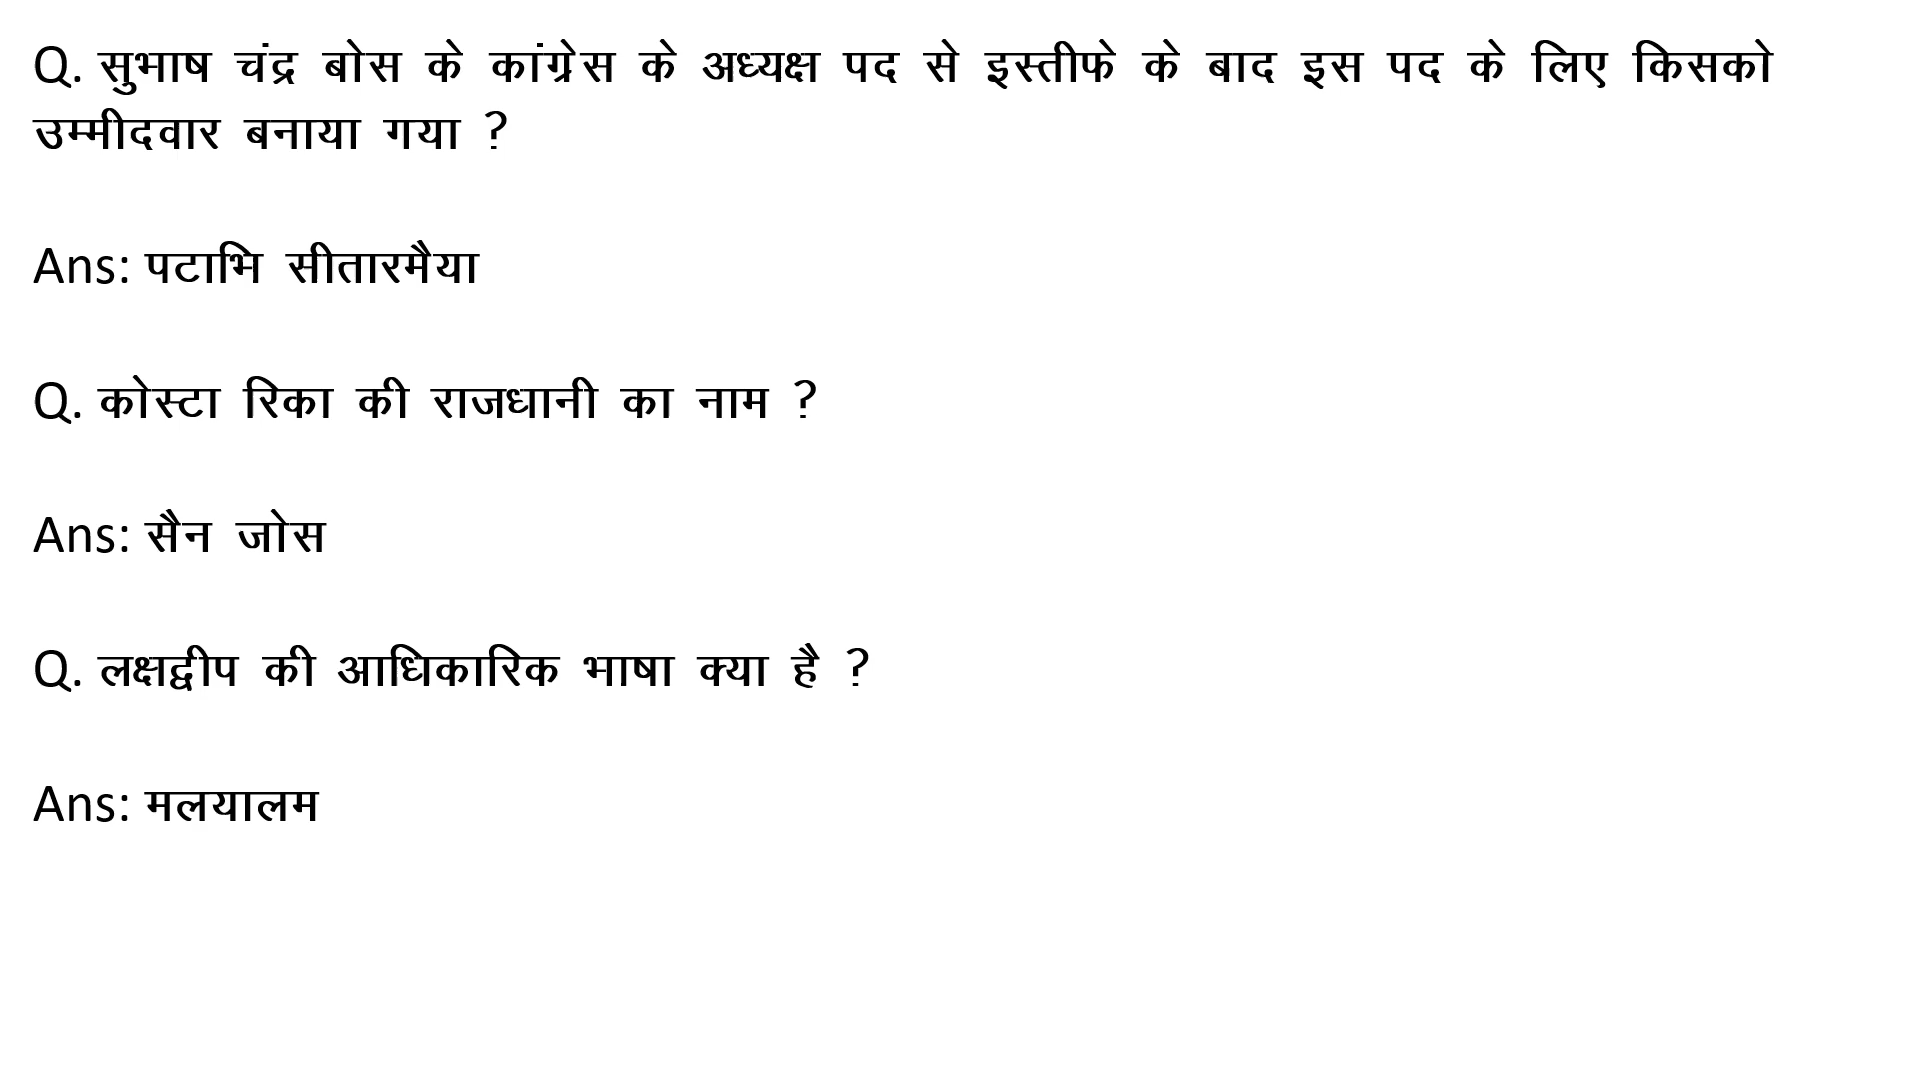 Q. सुभाष चंद्र बोस के कांग्रेस के अध्यक्ष पद से इस्तीफे के बाद इस पद के लिए किसको
उम्मीदवार बनाया गया ?
Ans: पटाभि सीतारमैया
Q. कोस्टा रिका की राजधानी का नाम ?
Ans: सैन जोस
Q. लक्षद्वीप की आधिकारिक भाषा क्या है ?
Ans: मलयालम